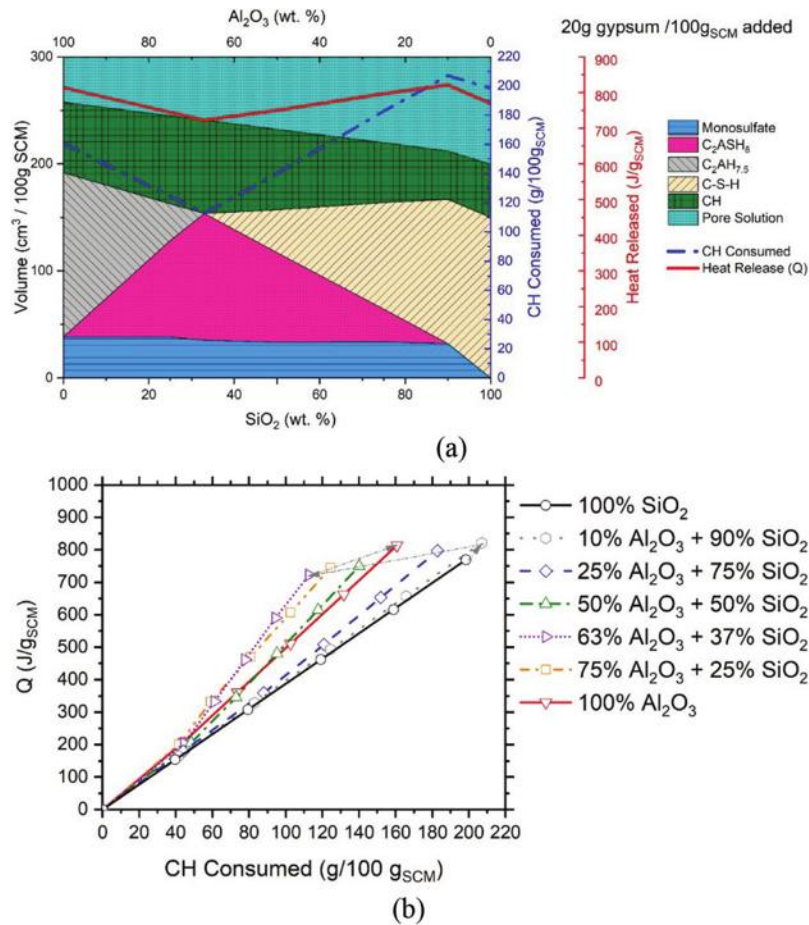 Al₂O₃ (wt. %)
20g gypsum /100g_SCM added
100 80 60 40 20 0
300
200
100
0
Volume (cm³ / 100g SCM)
220
200
180
160
140
120
100
80
60
40
20
0
CH Consumed (g/100g_SCM)
900
800
700
600
500
400
300
200
100
0
Heat Released (J/g_SCM)
Monosulfate
C₂ASH₈
C₂AH₇.₅
C-S-H
CH
Pore Solution
CH Consumed
Heat Release (Q)
0 20 40 60 80 100
SiO₂ (wt. %)
(a)
1000
900
800
700
600
500
400
300
200
100
0
Q (J/g_SCM)
100% SiO₂
10% Al₂O₃ + 90% SiO₂
25% Al₂O₃ + 75% SiO₂
50% Al₂O₃ + 50% SiO₂
63% Al₂O₃ + 37% SiO₂
75% Al₂O₃ + 25% SiO₂
100% Al₂O₃
0 20 40 60 80 100 120 140 160 180 200 220
CH Consumed (g/100 g_SCM)
(b)